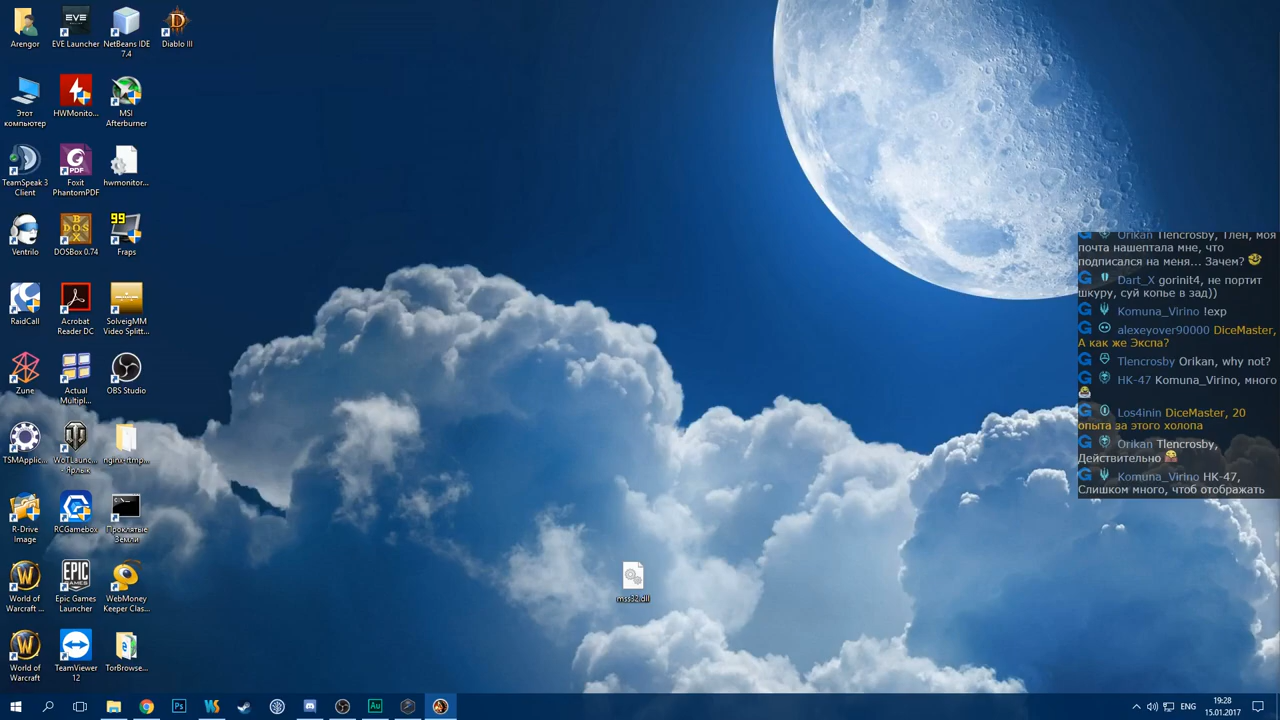 Arengor
EVE Launcher
NetBeans IDE
7.4
Diablo III
Этот
компьютер
HWMonito...
MSI
Afterburner
TeamSpeak 3
Client
Foxit
PhantomPDF
PDF
hwmonitor...
Ventrilo
DOSBox 0.74
99
Fraps
RaidCall
Acrobat
Reader DC
SolveigMM
Video Splitt...
Zune
Actual
Multipl...
OBS Studio
TSMApplic...
WoTLaunc...
- Ярлык
nginx-rtmp...
R-Drive
Image
RCGamebox
Проклятые
Земли
World of
Warcraft ...
Epic Games
Launcher
WebMoney
Keeper Clas...
World of
Warcraft
TeamViewer
12
TorBrowse...
mss32.dll
Orikan Tlencrosby, Тлен, моя
почта нашептала мне, что
подписался на меня... Зачем?
Dart_X gorinit4, не портит
шкуру, суй копье в зад))
Komuna_Virino !exp
alexeyover90000 DiceMaster,
А как же Экспа?
Tlencrosby Orikan, why not?
HK-47 Komuna_Virino, много
Los4inin DiceMaster, 20
опыта за этого холопа
Orikan Tlencrosby,
Действительно
Komuna_Virino HK-47,
Слишком много, чтоб отображать
ENG
19:28
15.01.2017